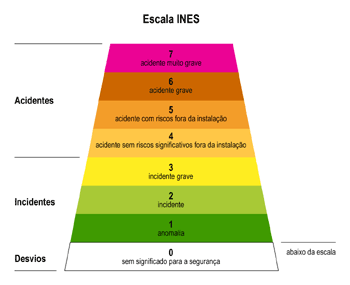 Escala INES
7
acidente muito grave
Acidentes
6
acidente grave
5
acidente com riscos fora da instalação
4
acidente sem riscos significativos fora da instalação
3
incidente grave
Incidentes
2
incidente
1
anomalia
Desvios
0
sem significado para a segurança
abaixo da escala